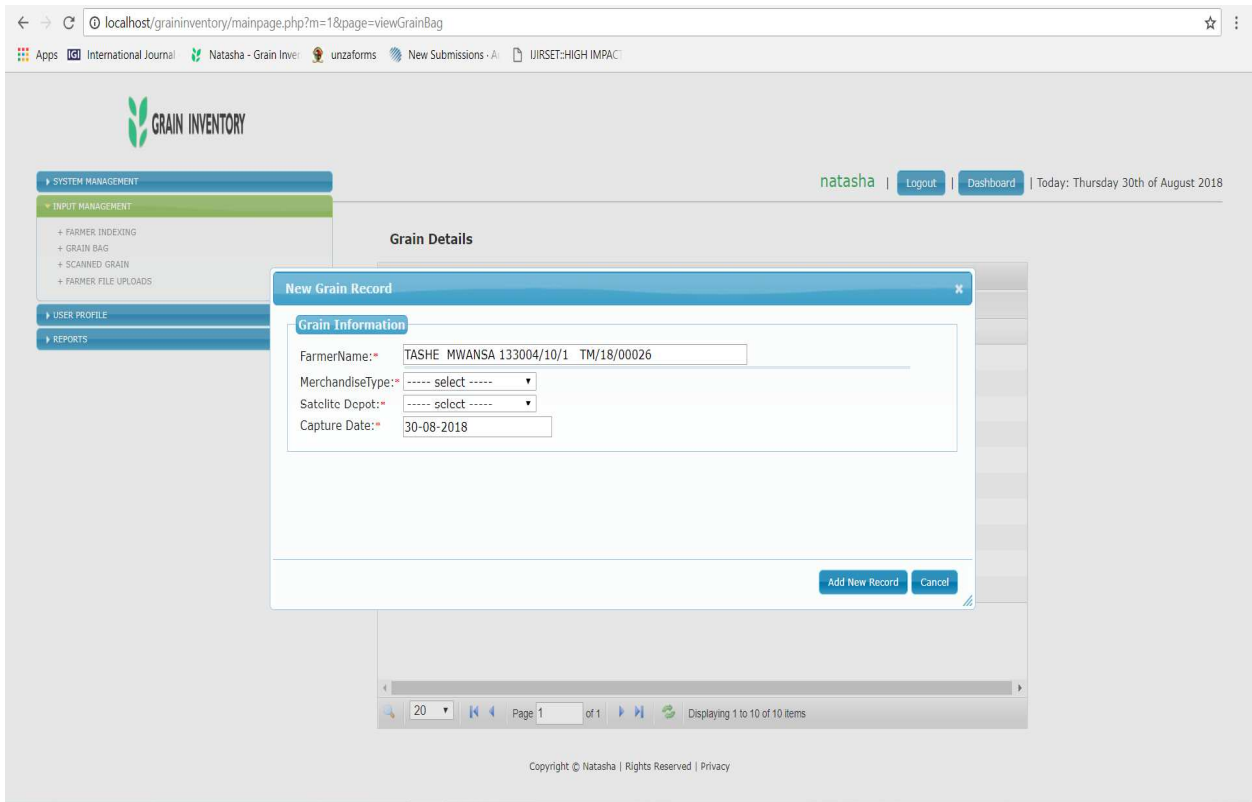 localhost/graininventory/mainpage.php?m=1&page=viewGrainBag
Apps IGI International Journal Natasha - Grain Inver unzaforms New Submissions · A IJIRSET::HIGH IMPACT
GRAIN INVENTORY
SYSTEM MANAGEMENT
natasha | Logout | Dashboard | Today: Thursday 30th of August 2018
INPUT MANAGEMENT
+ FARMER INDEXING
+ GRAIN BAG
+ SCANNED GRAIN
+ FARMER FILE UPLOADS
USER PROFILE
REPORTS
Grain Details
New Grain Record x
Grain Information
FarmerName:* TASHE MWANSA 133004/10/1 TM/18/00026
MerchandiseType:* ----- select -----
Satelite Depot:* ----- select -----
Capture Date:* 30-08-2018
Add New Record Cancel
20 Page 1 of 1 Displaying 1 to 10 of 10 items
Copyright © Natasha | Rights Reserved | Privacy